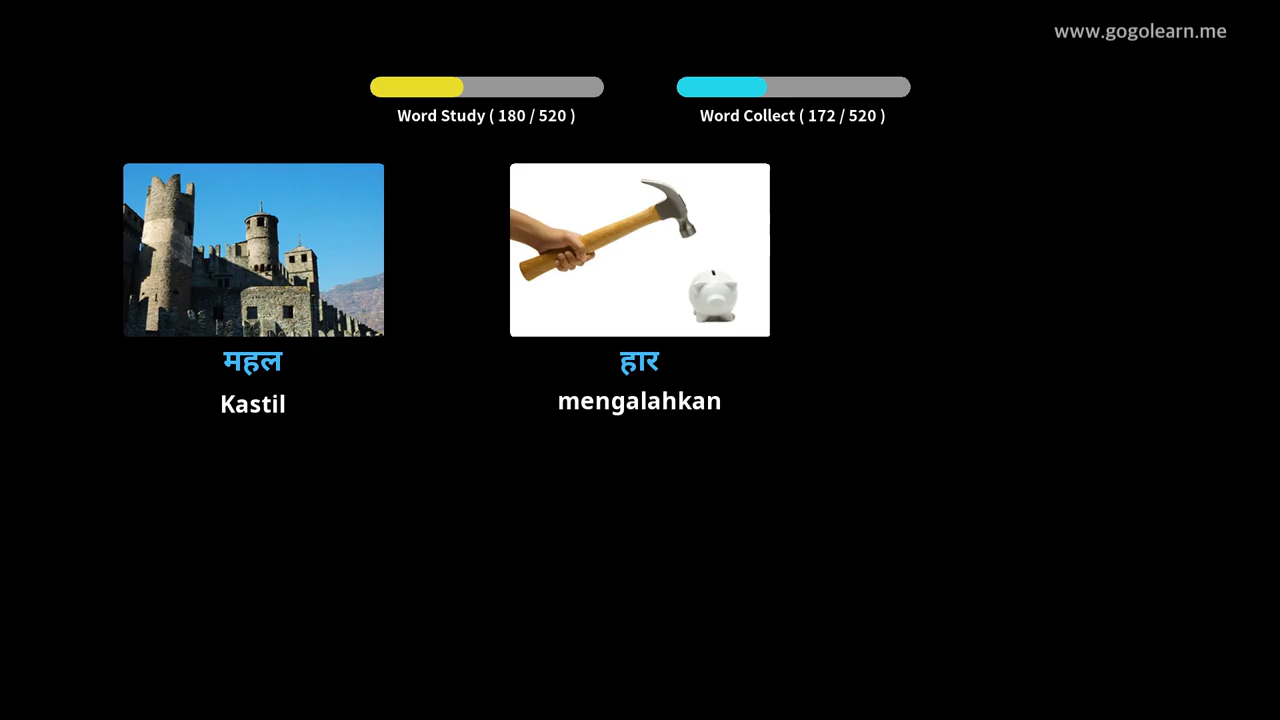 www.gogolearn.me
Word Study ( 180 / 520 )
Word Collect ( 172 / 520 )
महल
Kastil
हार
mengalahkan